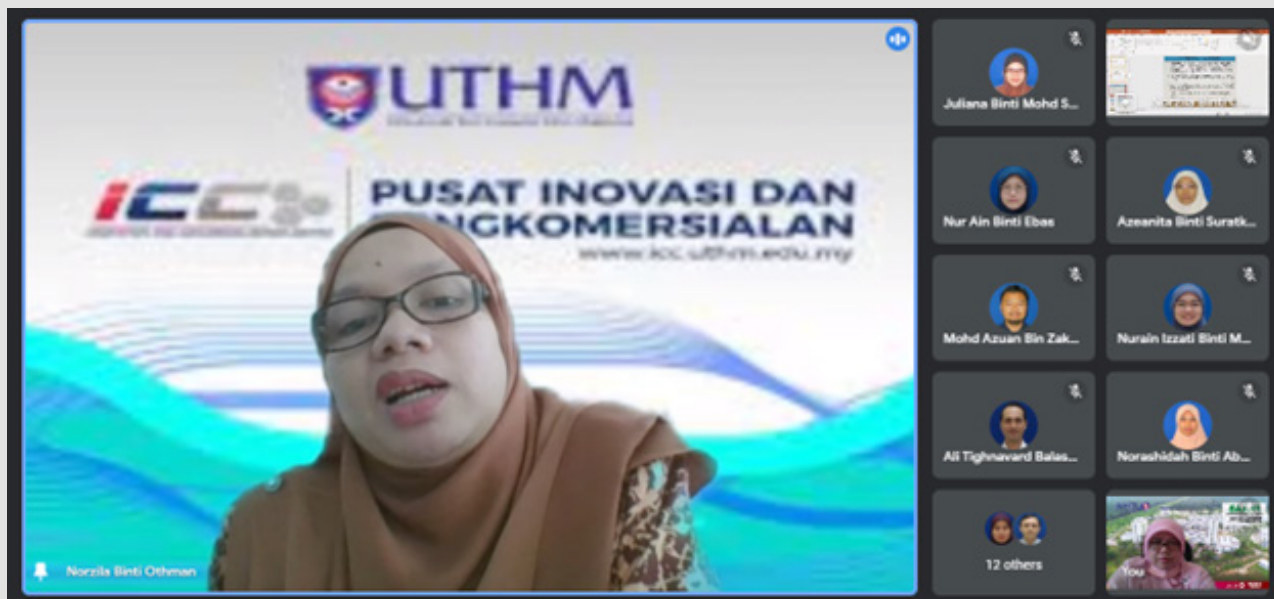 UTHM
ICC
PUSAT INOVASI DAN
NGKOMERSIALAN
www.icc.uthm.edu.my
Norzila Binti Othman
Juliana Binti Mohd S...
Nur Ain Binti Ebas
Azeanita Binti Suratk...
Mohd Azuan Bin Zak...
Nurain Izzati Binti M...
Ali Tighnavard Balas...
Norashidah Binti Ab...
12 others
You